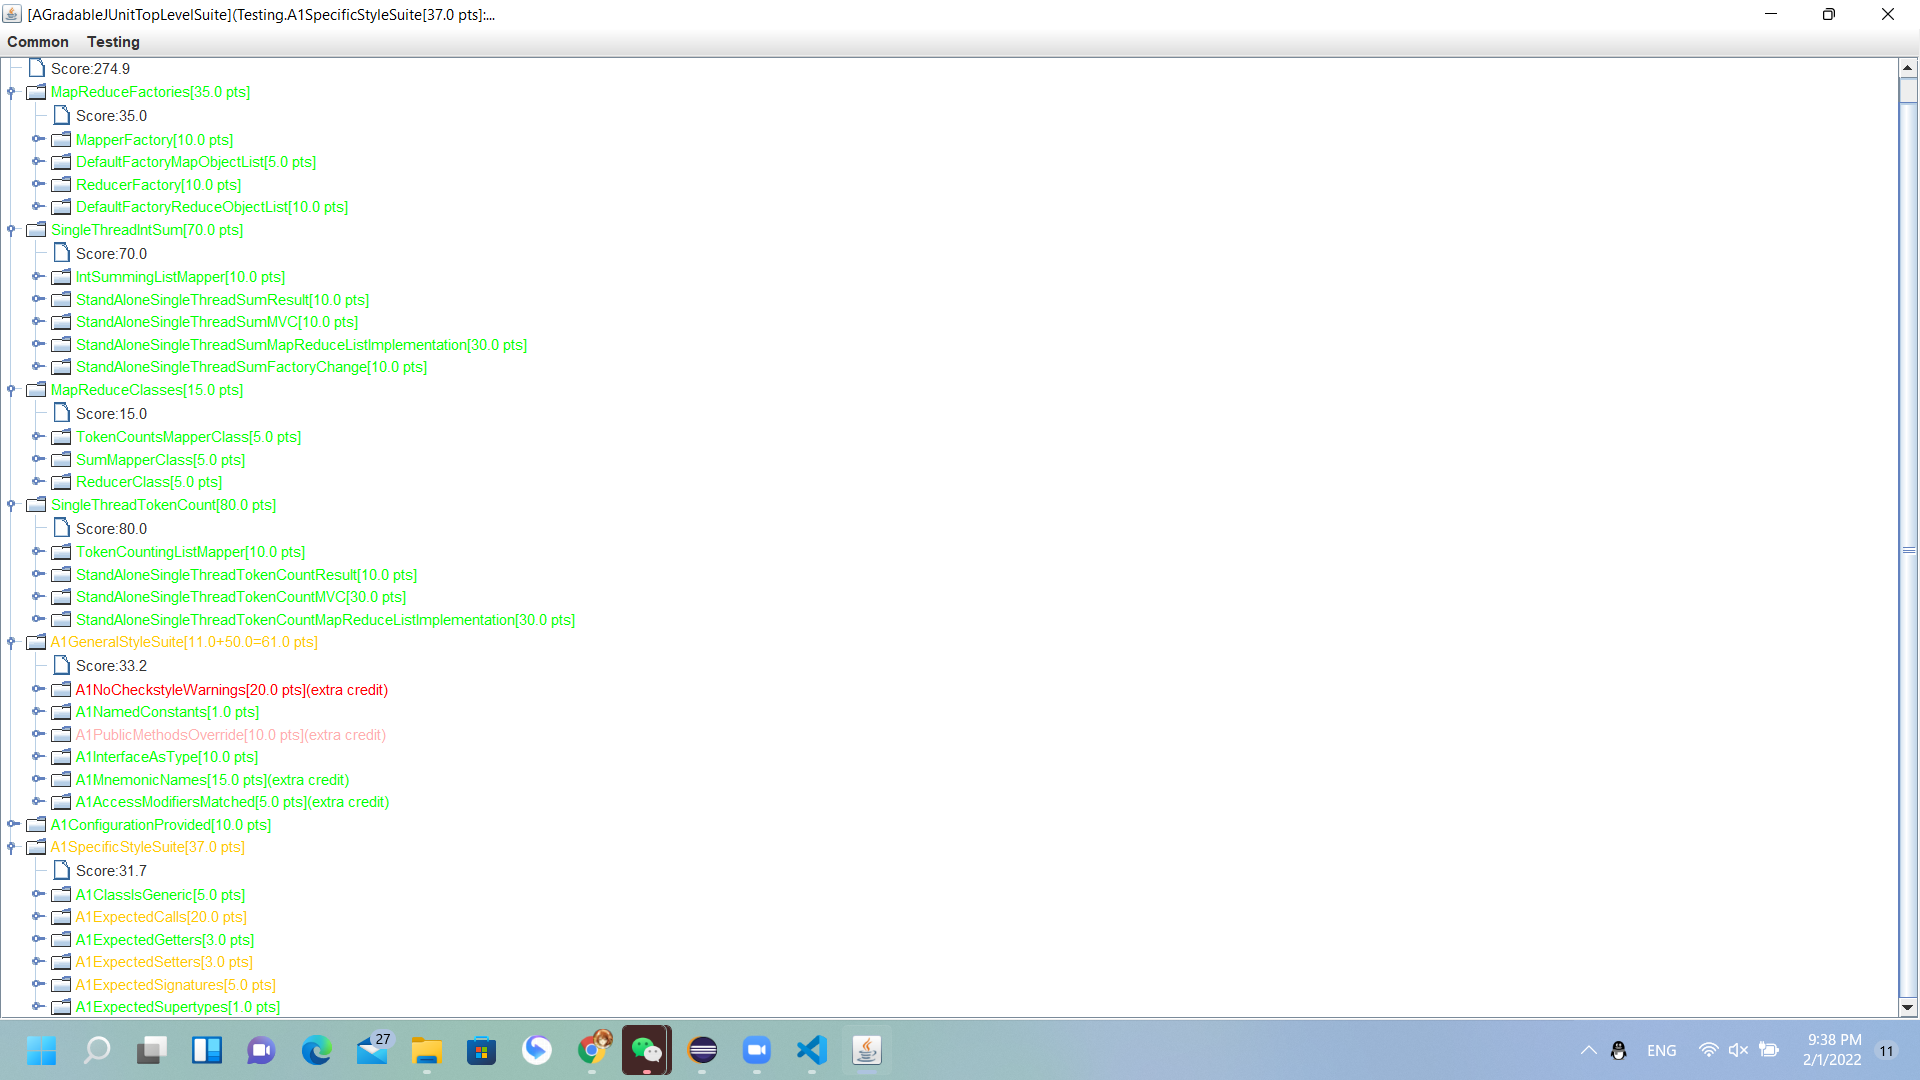 [AGradableJUnitTopLevelSuite](Testing.A1SpecificStyleSuite[37.0 pts]:...
Common Testing
Score:274.9
MapReduceFactories[35.0 pts]
Score:35.0
MapperFactory[10.0 pts]
DefaultFactoryMapObjectList[5.0 pts]
ReducerFactory[10.0 pts]
DefaultFactoryReduceObjectList[10.0 pts]
SingleThreadIntSum[70.0 pts]
Score:70.0
IntSummingListMapper[10.0 pts]
StandAloneSingleThreadSumResult[10.0 pts]
StandAloneSingleThreadSumMVC[10.0 pts]
StandAloneSingleThreadSumMapReduceListImplementation[30.0 pts]
StandAloneSingleThreadSumFactoryChange[10.0 pts]
MapReduceClasses[15.0 pts]
Score:15.0
TokenCountsMapperClass[5.0 pts]
SumMapperClass[5.0 pts]
ReducerClass[5.0 pts]
SingleThreadTokenCount[80.0 pts]
Score:80.0
TokenCountingListMapper[10.0 pts]
StandAloneSingleThreadTokenCountResult[10.0 pts]
StandAloneSingleThreadTokenCountMVC[30.0 pts]
StandAloneSingleThreadTokenCountMapReduceListImplementation[30.0 pts]
A1GeneralStyleSuite[11.0+50.0=61.0 pts]
Score:33.2
A1NoCheckstyleWarnings[20.0 pts](extra credit)
A1NamedConstants[1.0 pts]
A1PublicMethodsOverride[10.0 pts](extra credit)
A1InterfaceAsType[10.0 pts]
A1MnemonicNames[15.0 pts](extra credit)
A1AccessModifiersMatched[5.0 pts](extra credit)
A1ConfigurationProvided[10.0 pts]
A1SpecificStyleSuite[37.0 pts]
Score:31.7
A1ClassIsGeneric[5.0 pts]
A1ExpectedCalls[20.0 pts]
A1ExpectedGetters[3.0 pts]
A1ExpectedSetters[3.0 pts]
A1ExpectedSignatures[5.0 pts]
A1ExpectedSupertypes[1.0 pts]
27
ENG
9:38 PM
2/1/2022
11